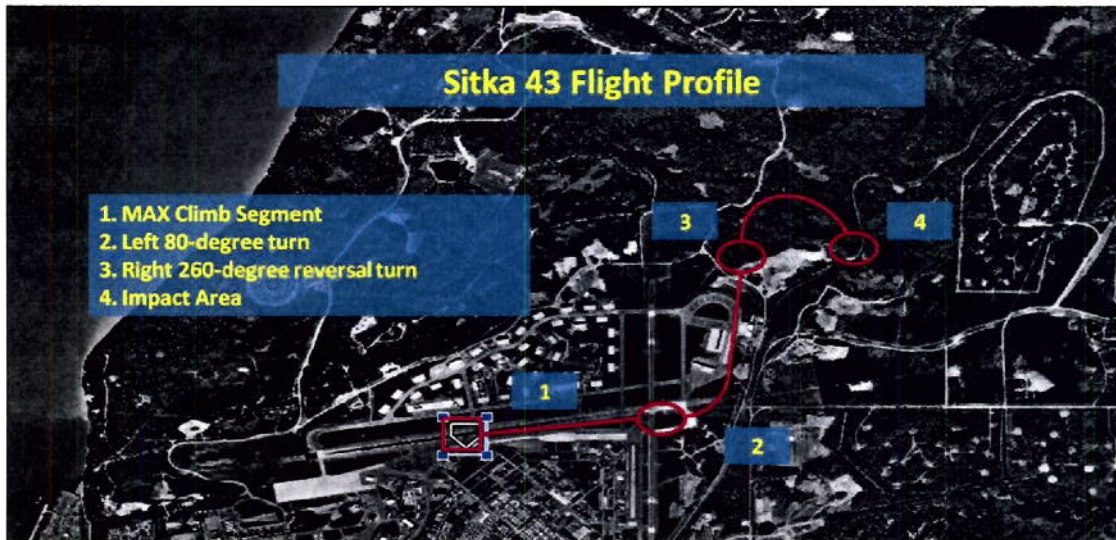 Sitka 43 Flight Profile
1. MAX Climb Segment
2. Left 80-degree turn
3. Right 260-degree reversal turn
4. Impact Area
3
4
1
2